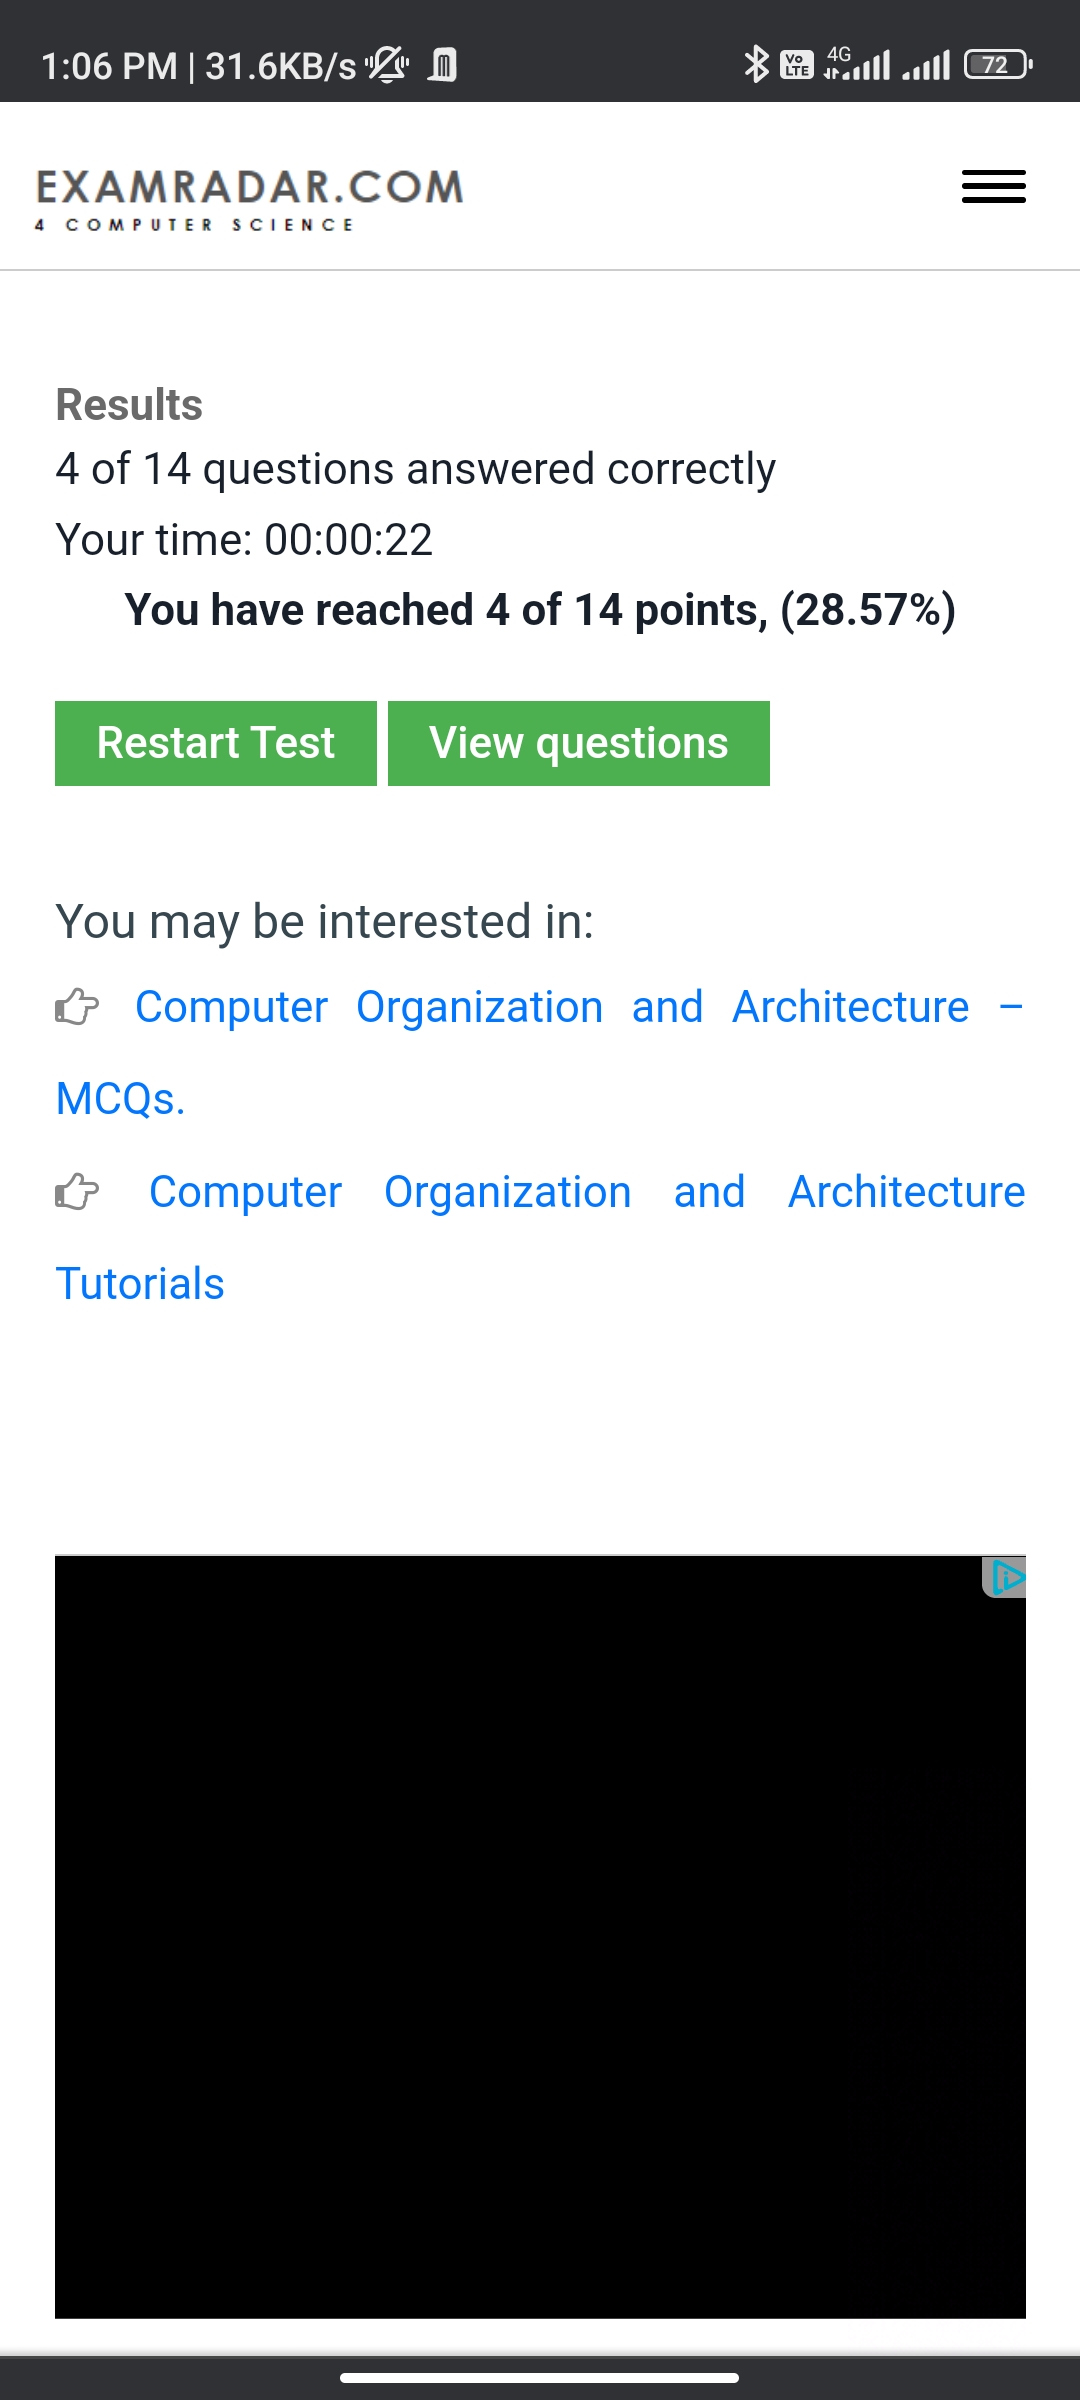 1:06 PM | 31.6KB/s
Vo LTE 4G 72
EXAMRADAR.COM
4 COMPUTER SCIENCE
Results
4 of 14 questions answered correctly
Your time: 00:00:22
You have reached 4 of 14 points, (28.57%)
Restart Test View questions
You may be interested in:
Computer Organization and Architecture –
MCQs.
Computer Organization and Architecture
Tutorials